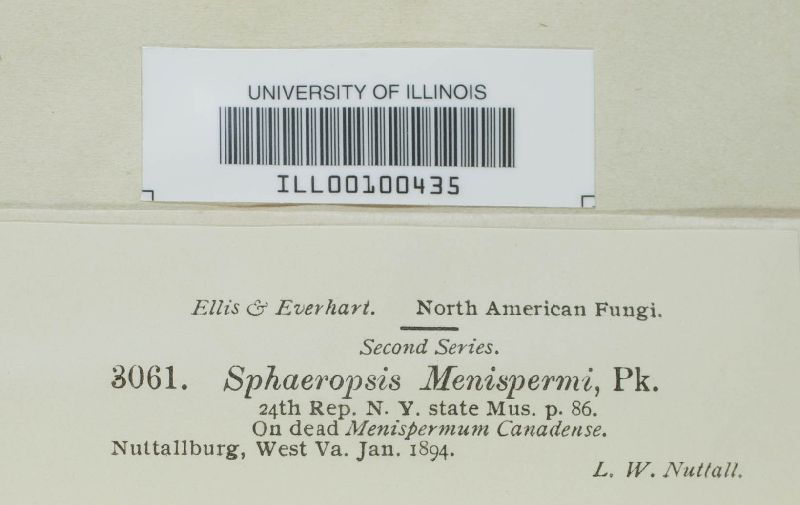 UNIVERSITY OF ILLINOIS
ILL00100435
Ellis & Everhart. North American Fungi.
Second Series.
3061. Sphaeropsis Menispermi, Pk.
24th Rep. N. Y. state Mus. p. 86.
On dead Menispermum Canadense.
Nuttallburg, West Va. Jan. 1894.
L. W. Nuttall.